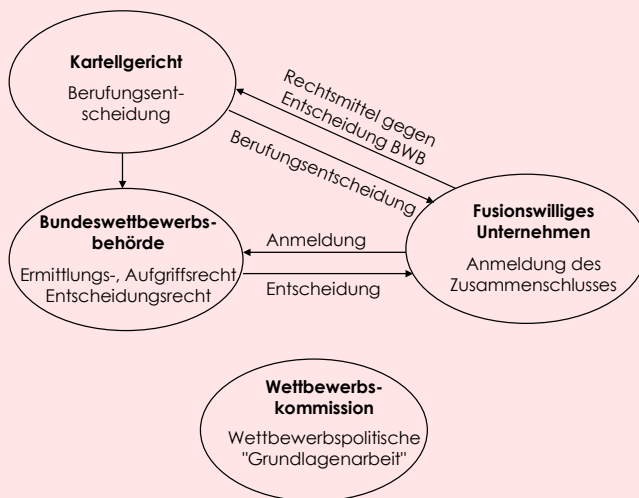 Kartellgericht
Berufungsent-
scheidung
Rechtsmittel gegen
Entscheidung BWB
Berufungsentscheidung
Bundeswettbewerbs-
behörde
Ermittlungs-, Aufgriffsrecht
Entscheidungsrecht
Anmeldung
Entscheidung
Fusionswilliges
Unternehmen
Anmeldung des
Zusammenschlusses
Wettbewerbs-
kommission
Wettbewerbspolitische
"Grundlagenarbeit"